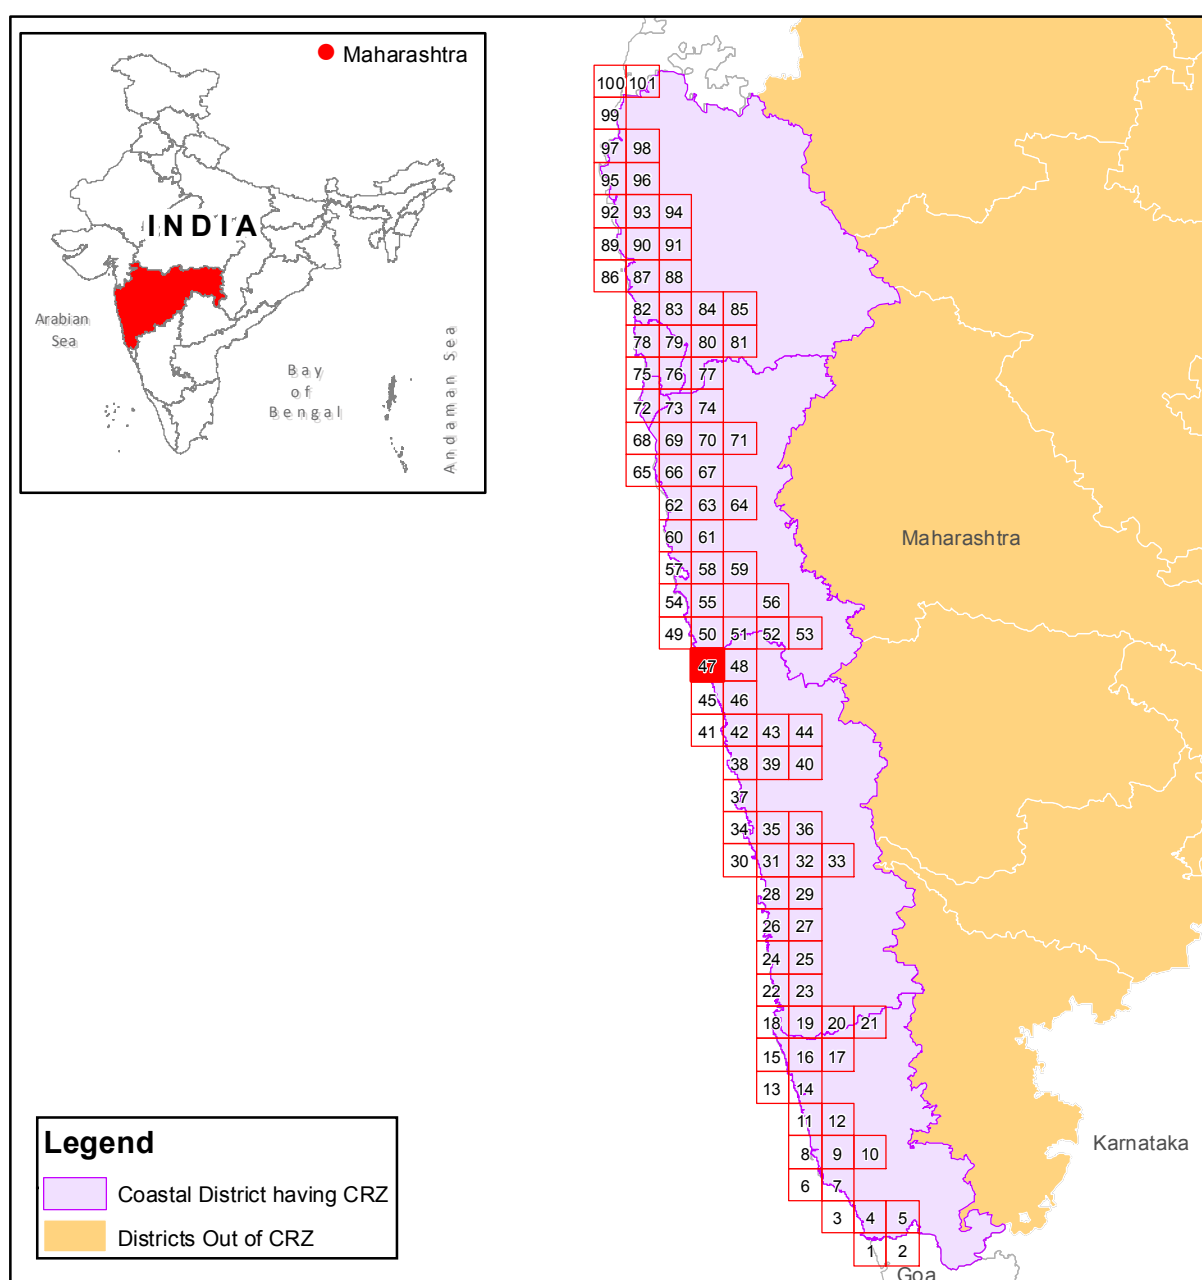 Maharashtra
INDIA
Arabian
Sea
Bay
of
Bengal
Andaman Sea
100 101
99
97 98
95 96
92 93 94
89 90 91
86 87 88
82 83 84 85
78 79 80 81
75 76 77
72 73 74
68 69 70 71
65 66 67
62 63 64
60 61
57 58 59
54 55 56
49 50 51 52 53
47 48
45 46
41 42 43 44
38 39 40
37
34 35 36
30 31 32 33
28 29
26 27
24 25
22 23
18 19 20 21
15 16 17
13 14
11 12
8 9 10
6 7
3 4 5
1 2
Maharashtra
Karnataka
Goa
Legend
Coastal District having CRZ
Districts Out of CRZ